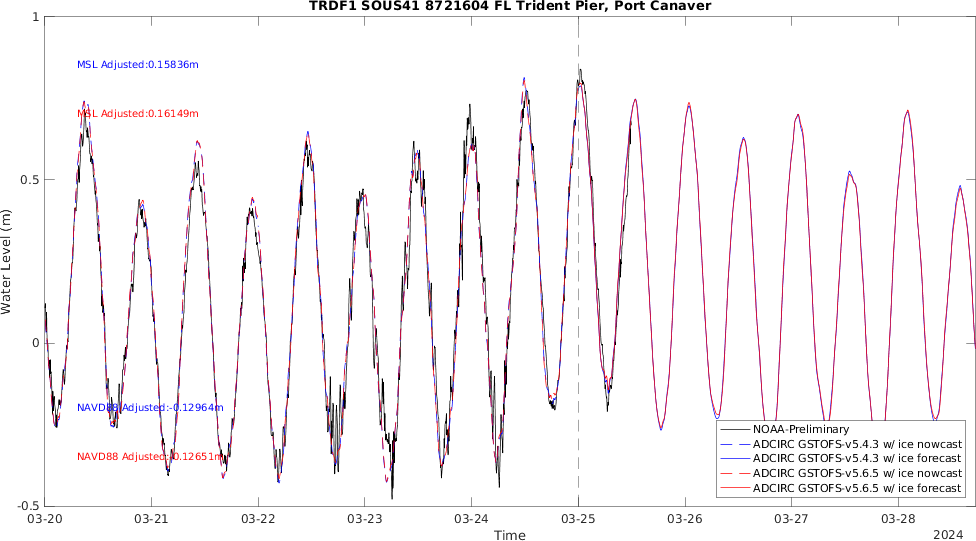 TRDF1 SOUS41 8721604 FL Trident Pier, Port Canaver
1
MSL Adjusted:0.15836m
MSL Adjusted:0.16149m
0.5
Water Level (m)
0
NAVD88 Adjusted:-0.12964m
NAVD88 Adjusted:-0.12651m
NOAA-Preliminary
ADCIRC GSTOFS-v5.4.3 w/ ice nowcast
ADCIRC GSTOFS-v5.4.3 w/ ice forecast
ADCIRC GSTOFS-v5.6.5 w/ ice nowcast
ADCIRC GSTOFS-v5.6.5 w/ ice forecast
-0.5
03-20 03-21 03-22 03-23 03-24 03-25 03-26 03-27 03-28
Time
2024